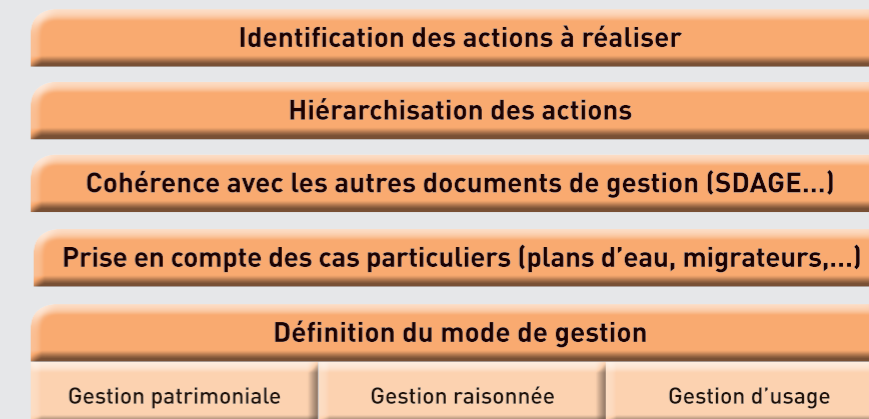 Identification des actions à réaliser
Hiérarchisation des actions
Cohérence avec les autres documents de gestion (SDAGE...)
Prise en compte des cas particuliers (plans d’eau, migrateurs,...)
Définition du mode de gestion
Gestion patrimoniale Gestion raisonnée Gestion d’usage